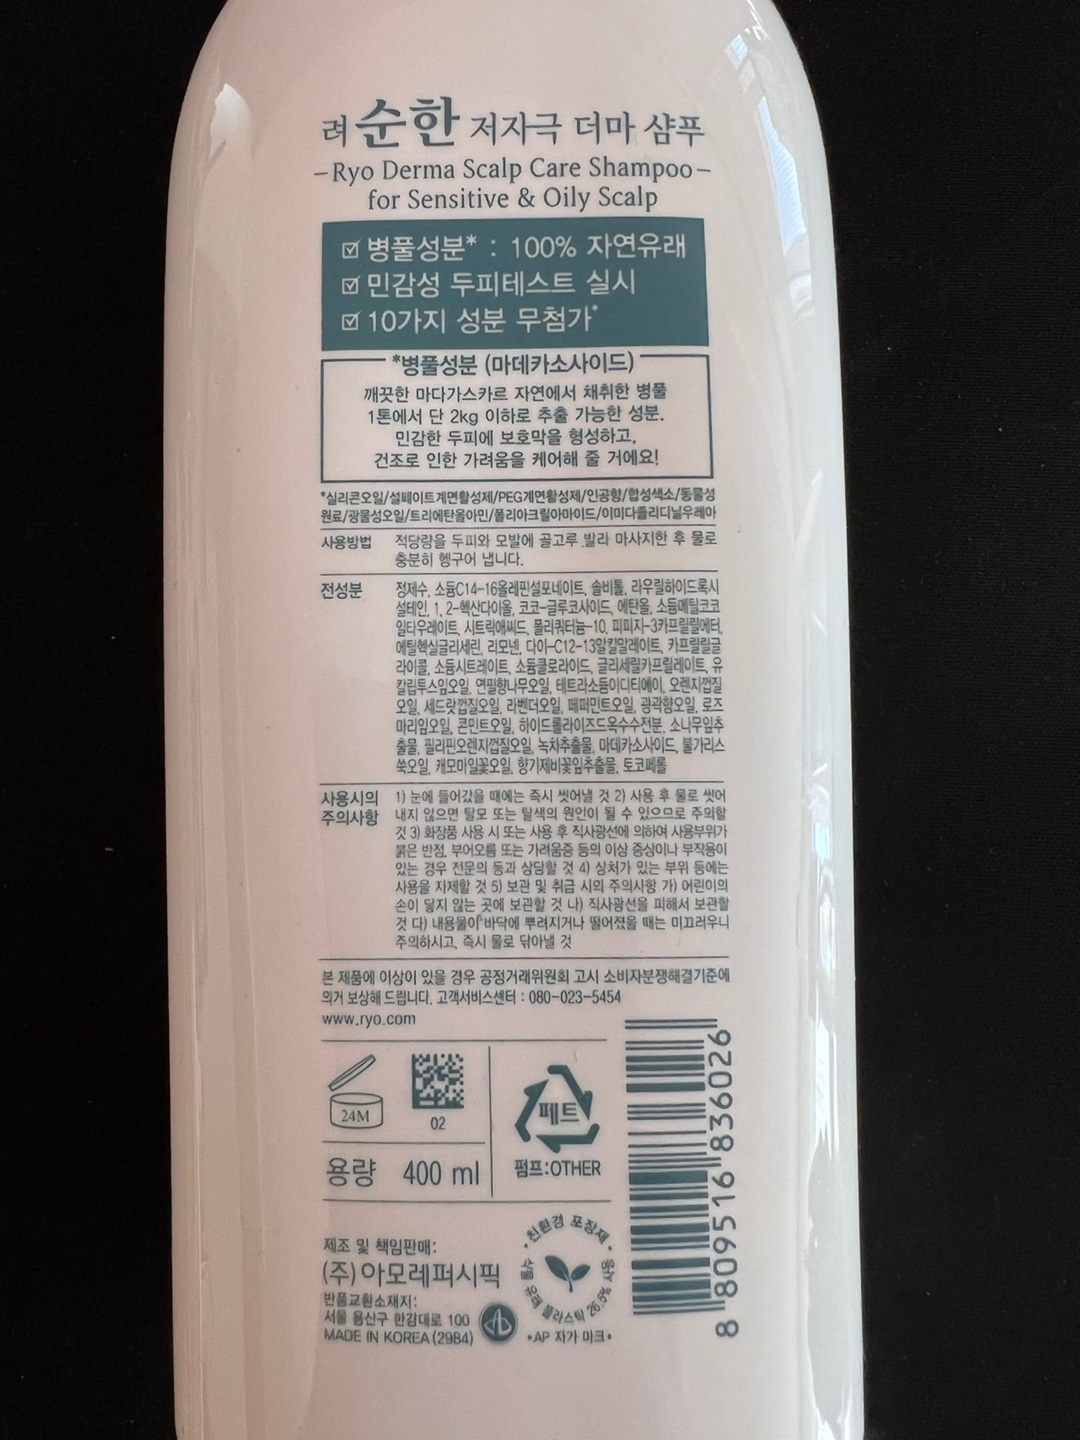 려 순한 저자극 더마 샴푸
–Ryo Derma Scalp Care Shampoo–
for Sensitive & Oily Scalp
☑ 병풀성분* : 100% 자연유래
☑ 민감성 두피테스트 실시
☑ 10가지 성분 무첨가*
*병풀성분 (마데카소사이드)
깨끗한 마다가스카르 자연에서 채취한 병풀
1톤에서 단 2kg 이하로 추출 가능한 성분.
민감한 두피에 보호막을 형성하고,
건조로 인한 가려움을 케어해 줄 거에요!
*실리콘오일/설페이트계면활성제/PEG계면활성제/인공향/합성색소/동물성
원료/광물성오일/트리에탄올아민/폴리아크릴아마이드/이미다졸리디닐우레아
사용방법 적당량을 두피와 모발에 골고루 발라 마사지한 후 물로
충분히 헹구어 냅니다.
전성분 정제수, 소듐C14-16올레핀설포네이트, 솔비톨, 라우릴하이드록시
설테인, 1, 2-헥산다이올, 코코-글루코사이드, 에탄올, 소듐메틸코코
일타우레이트, 시트릭애씨드, 폴리쿼터늄-10, 피피지-3카프릴릴에터,
에틸헥실글리세린, 리모넨, 다이-C12-13알킬말레이트, 카프릴릴글
라이콜, 소듐시트레이트, 소듐클로라이드, 글리세릴카프릴레이트, 유
칼립투스잎오일, 연필향나무오일, 테트라소듐이디티에이, 오렌지껍질
오일, 세드랏껍질오일, 라벤더오일, 페퍼민트오일, 광곽향오일, 로즈
마리잎오일, 콘민트오일, 하이드롤라이즈드옥수수전분, 소나무잎추
출물, 필리핀오렌지껍질오일, 녹차추출물, 마데카소사이드, 불가리스
쑥오일, 캐모마일꽃오일, 향기제비꽃잎추출물, 토코페롤
사용시의 주의사항 1) 눈에 들어갔을 때에는 즉시 씻어낼 것 2) 사용 후 물로 씻어
내지 않으면 탈모 또는 탈색의 원인이 될 수 있으므로 주의할
것 3) 화장품 사용 시 또는 사용 후 직사광선에 의하여 사용부위가
붉은 반점, 부어오름 또는 가려움증 등의 이상 증상이나 부작용이
있는 경우 전문의 등과 상담할 것 4) 상처가 있는 부위 등에는
사용을 자제할 것 5) 보관 및 취급 시의 주의사항 가) 어린이의
손이 닿지 않는 곳에 보관할 것 나) 직사광선을 피해서 보관할
것 다) 내용물이 바닥에 뿌려지거나 떨어졌을 때는 미끄러우니
주의하시고, 즉시 물로 닦아낼 것
본 제품에 이상이 있을 경우 공정거래위원회 고시 소비자분쟁해결기준에
의거 보상해 드립니다. 고객서비스센터 : 080-023-5454
www.ryo.com
24M
02
페트
펌프:OTHER
용량 400 ml
8 809516 836026
제조 및 책임판매:
(주)아모레퍼시픽
반품교환소재지:
서울 용산구 한강대로 100
MADE IN KOREA (29B4)
•친환경 포장재•
식물 유래 플라스틱 26.5% 사용
•AP 자가 마크•